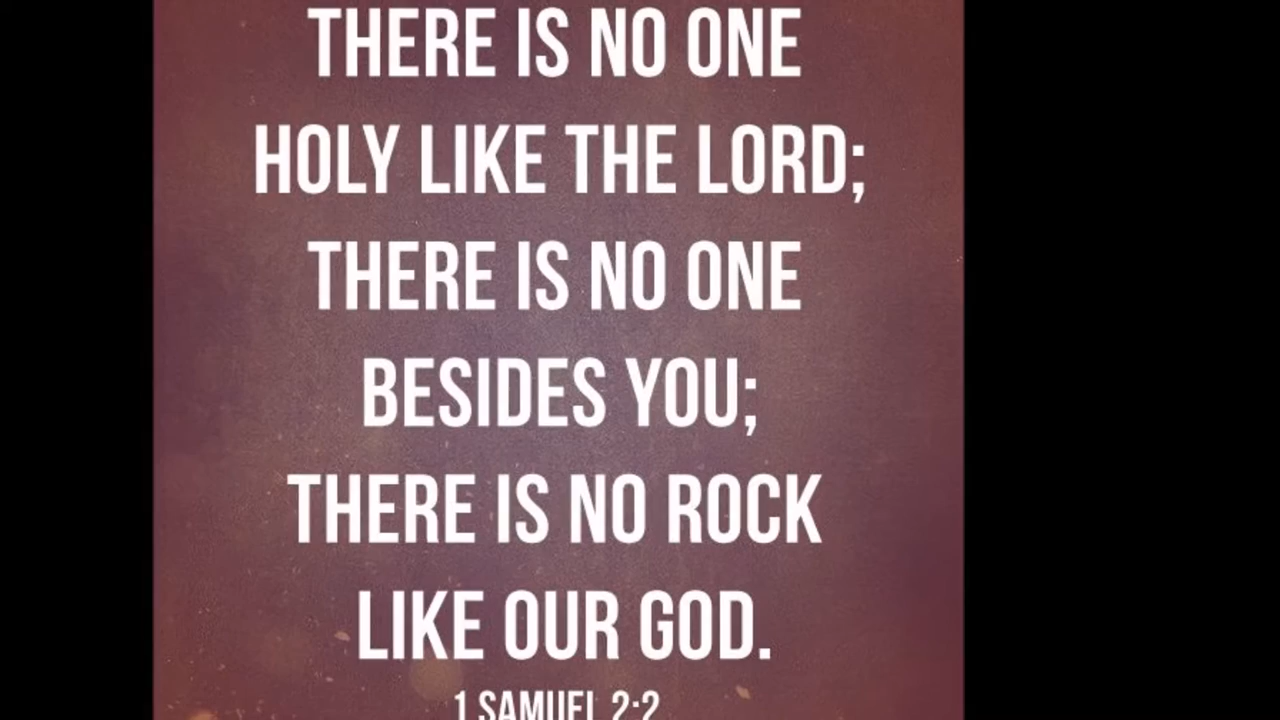 THERE IS NO ONE
HOLY LIKE THE LORD;
THERE IS NO ONE
BESIDES YOU;
THERE IS NO ROCK
LIKE OUR GOD.
1 SAMUEL 2:2